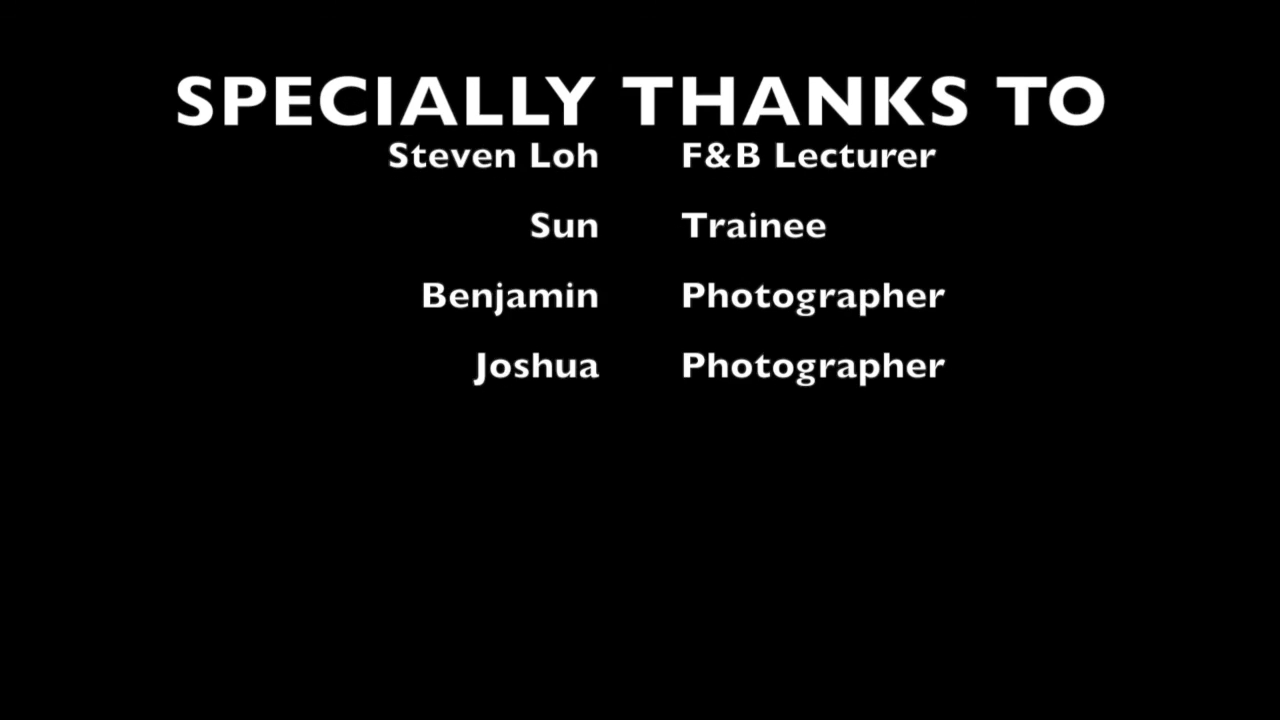 SPECIALLY THANKS TO
Steven Loh F&B Lecturer
Sun Trainee
Benjamin Photographer
Joshua Photographer